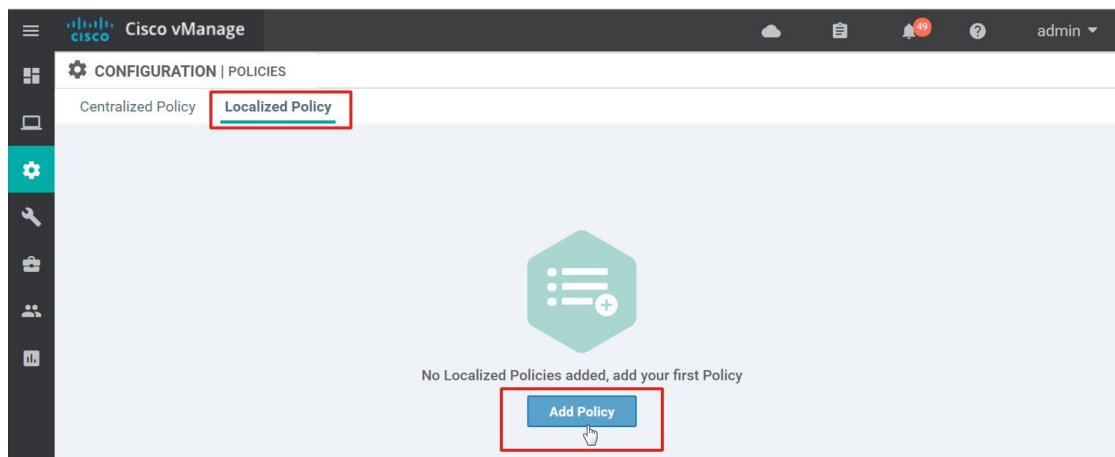 CISCO Cisco vManage 49 ? admin
CONFIGURATION | POLICIES
Centralized Policy Localized Policy
No Localized Policies added, add your first Policy
Add Policy